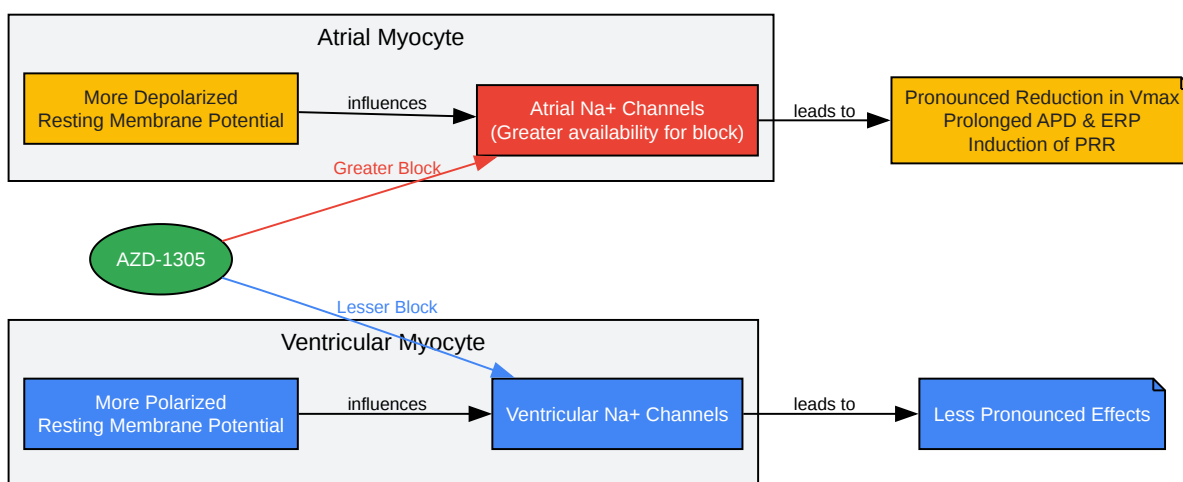 Atrial Myocyte
More Depolarized
Resting Membrane Potential
influences
Atrial Na+ Channels
(Greater availability for block)
leads to
Pronounced Reduction in Vmax
Prolonged APD & ERP
Induction of PRR
Greater Block
AZD-1305
Lesser Block
Ventricular Myocyte
More Polarized
Resting Membrane Potential
influences
Ventricular Na+ Channels
leads to
Less Pronounced Effects